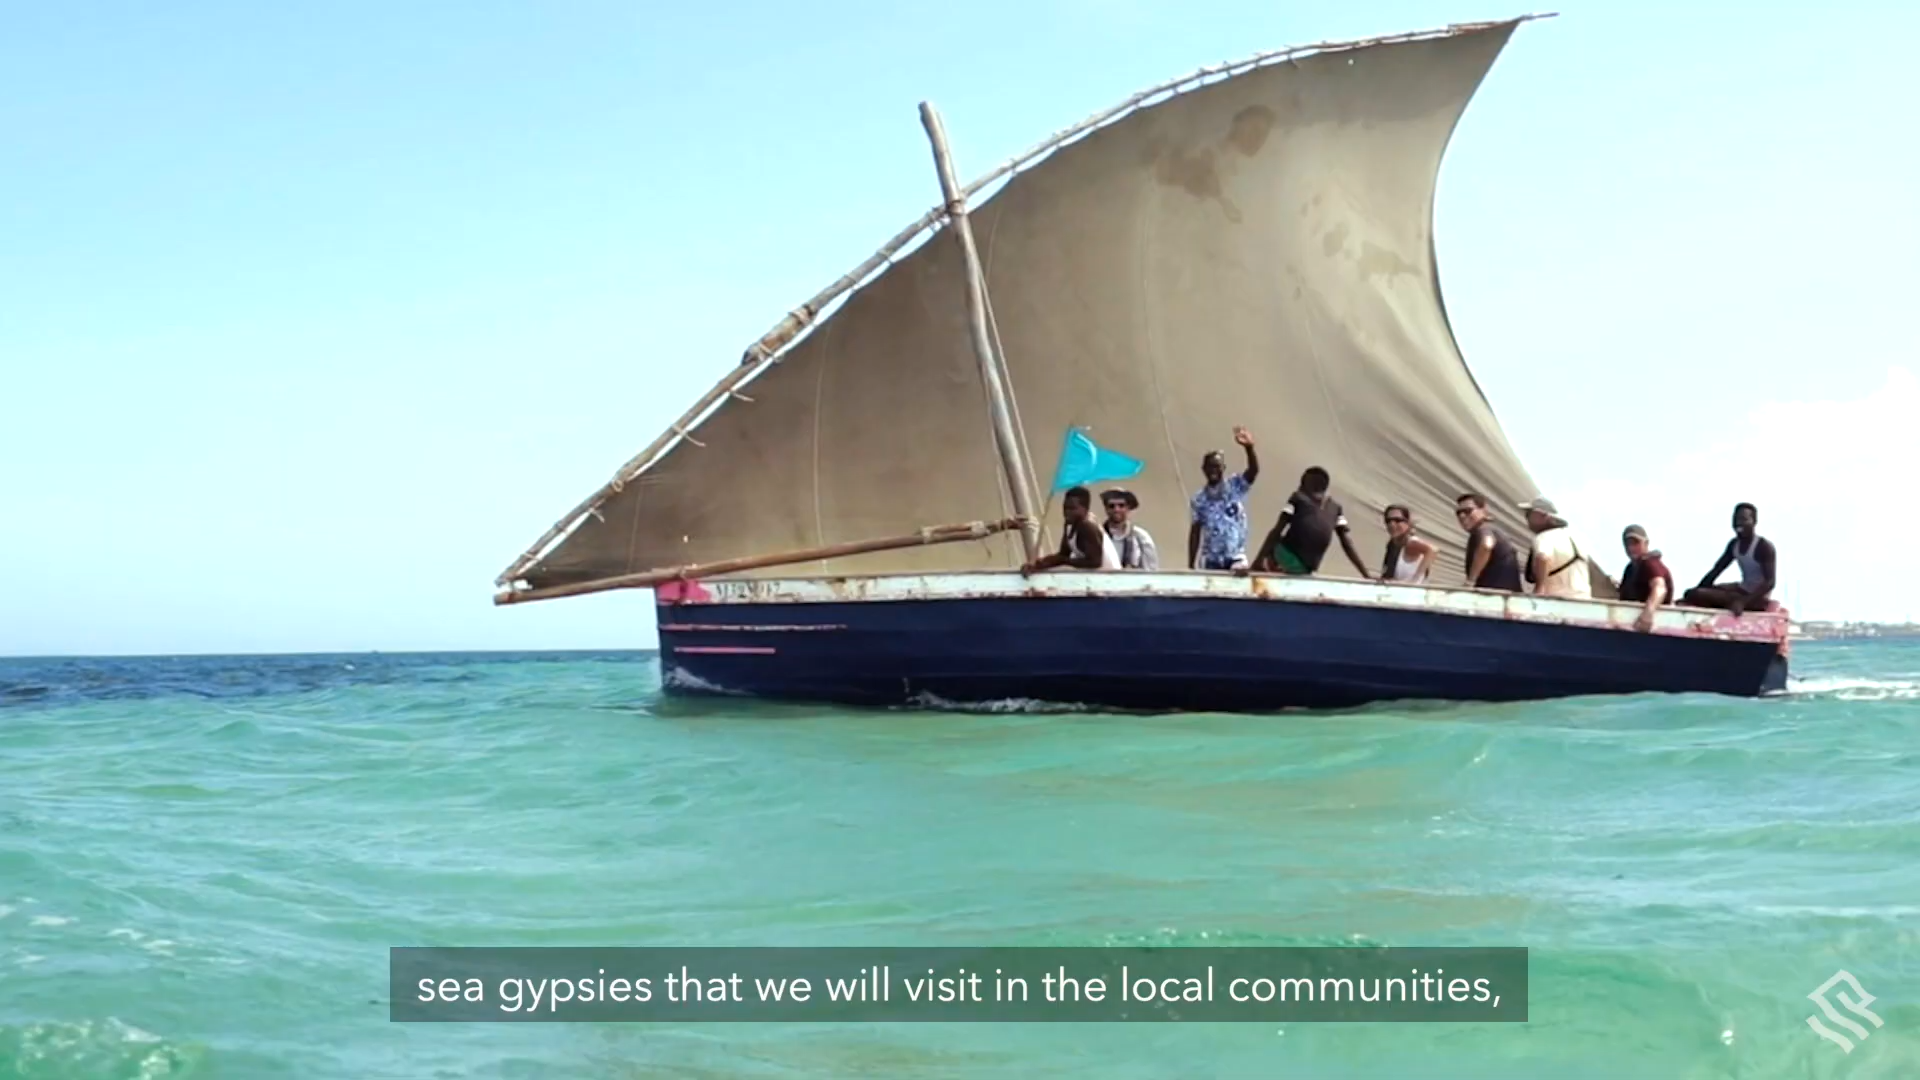 sea gypsies that we will visit in the local communities,